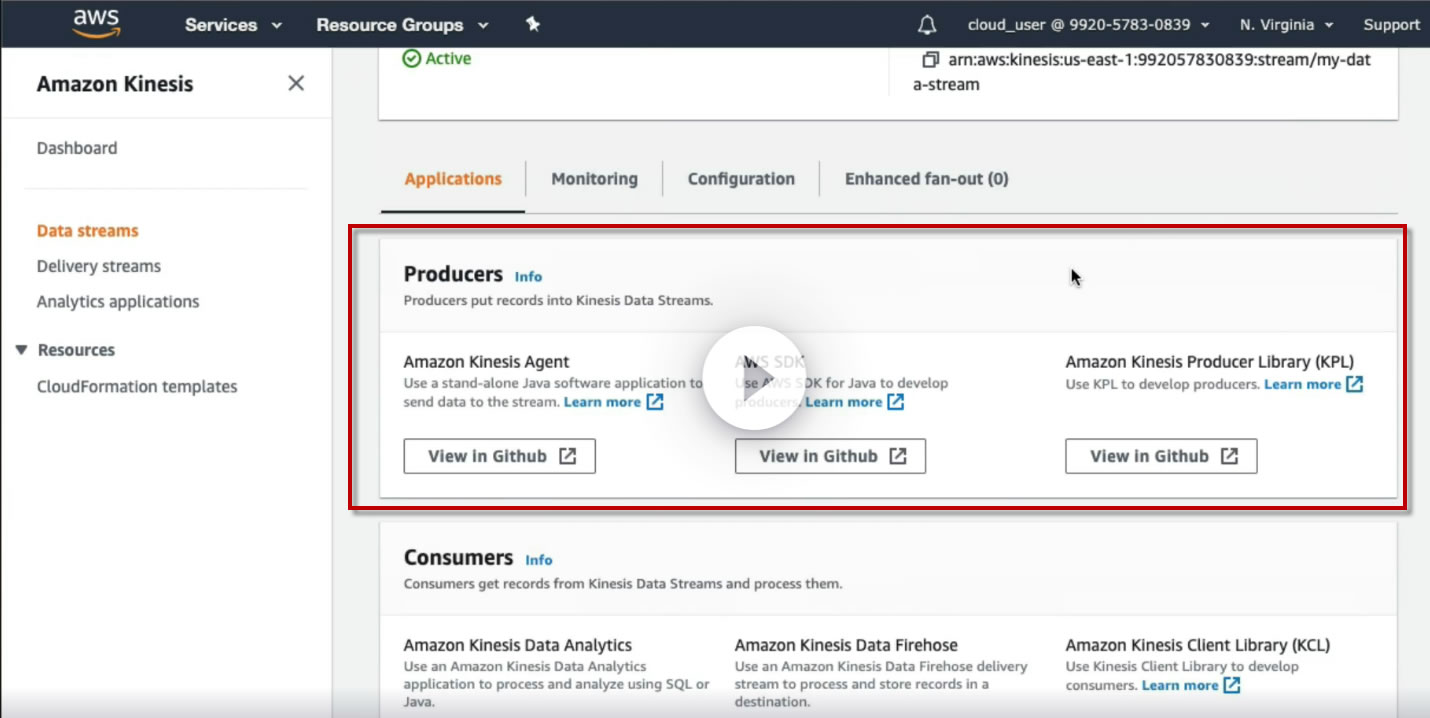 aws Services Resource Groups cloud_user @ 9920-5783-0839 N. Virginia Support
Amazon Kinesis
Dashboard
Data streams
Delivery streams
Analytics applications
Resources
CloudFormation templates
Active
arn:aws:kinesis:us-east-1:992057830839:stream/my-dat
a-stream
Applications Monitoring Configuration Enhanced fan-out (0)
Producers Info
Producers put records into Kinesis Data Streams.
Amazon Kinesis Agent
Use a stand-alone Java software application to
send data to the stream. Learn more
View in Github
AWS SDK
Use AWS SDK for Java to develop
producers. Learn more
View in Github
Amazon Kinesis Producer Library (KPL)
Use KPL to develop producers. Learn more
View in Github
Consumers Info
Consumers get records from Kinesis Data Streams and process them.
Amazon Kinesis Data Analytics
Use an Amazon Kinesis Data Analytics
application to process and analyze using SQL or
Java.
Amazon Kinesis Data Firehose
Use an Amazon Kinesis Data Firehose delivery
stream to process and store records in a
destination.
Amazon Kinesis Client Library (KCL)
Use Kinesis Client Library to develop
consumers. Learn more